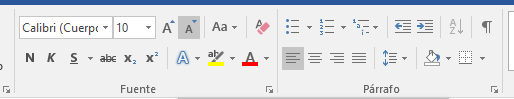 Calibri (Cuerpo 10 A A Aa A
N K S abc x₂ x² A ab A
Fuente Párrafo